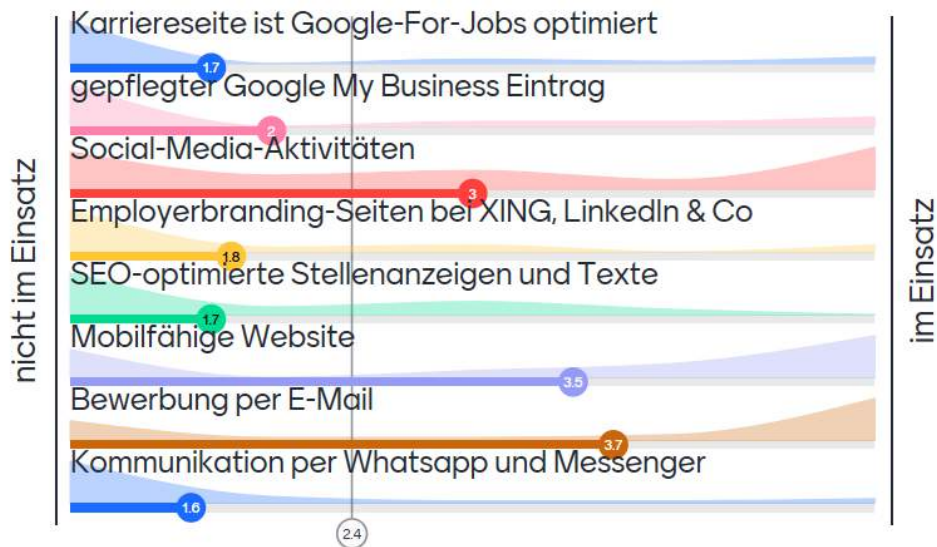 Karriereseite ist Google-For-Jobs optimiert
1.7
gepflegter Google My Business Eintrag
2
Social-Media-Aktivitäten
3
Employerbranding-Seiten bei XING, LinkedIn & Co
1.8
SEO-optimierte Stellenanzeigen und Texte
1.7
Mobilfähige Website
3.5
Bewerbung per E-Mail
3.7
Kommunikation per Whatsapp und Messenger
1.6
2.4
nicht im Einsatz
im Einsatz